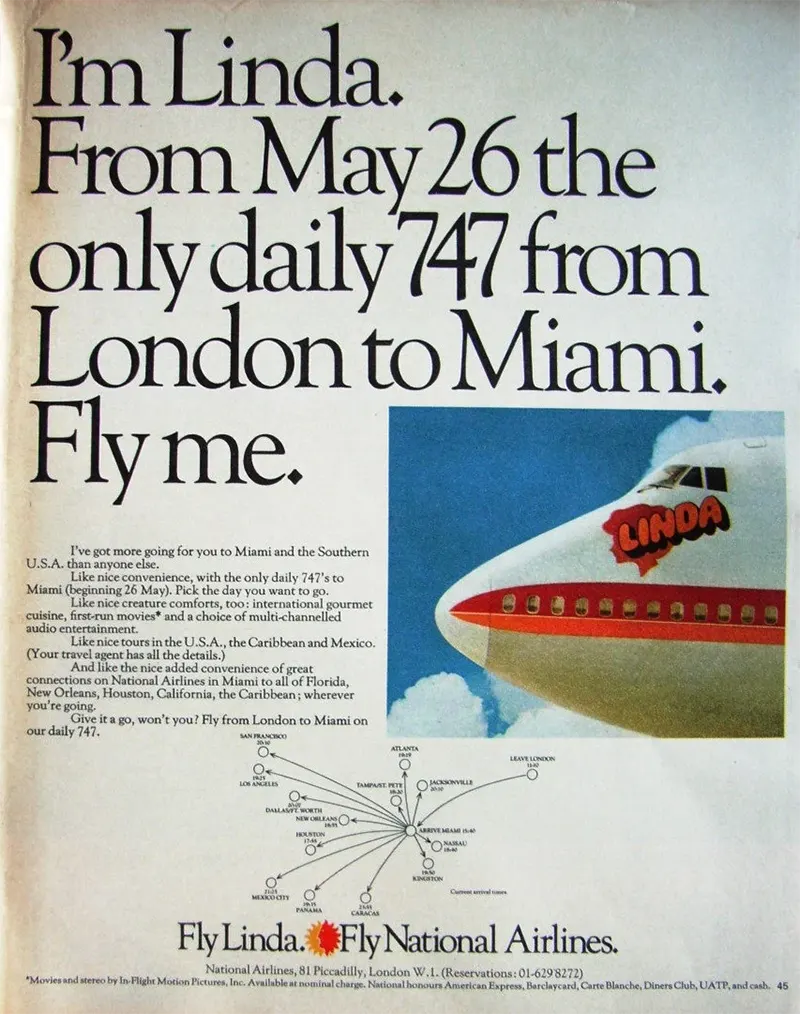 I'm Linda.
From May 26 the
only daily 747 from
London to Miami.
Fly me.
LINDA
I've got more going for you to Miami and the Southern
U.S.A. than anyone else.
Like nice convenience, with the only daily 747's to
Miami (beginning 26 May). Pick the day you want to go.
Like nice creature comforts, too: international gourmet
cuisine, first-run movies* and a choice of multi-channelled
audio entertainment.
Like nice tours in the U.S.A., the Caribbean and Mexico.
(Your travel agent has all the details.)
And like the nice added convenience of great
connections on National Airlines in Miami to all of Florida,
New Orleans, Houston, California, the Caribbean; wherever
you're going.
Give it a go, won't you? Fly from London to Miami on
our daily 747.
SAN FRANCISCO
LOS ANGELES
DALLAS/FT. WORTH
NEW ORLEANS
HOUSTON
MEXICO CITY
PANAMA
CARACAS
ATLANTA
TAMPA/ST. PETE
JACKSONVILLE
20:10
LEAVE LONDON
ARRIVE MIAMI 15:40
NASSAU
KINGSTON
Current arrival times
Fly Linda. Fly National Airlines.
National Airlines, 81 Piccadilly, London W.1. (Reservations: 01-629 8272)
*Movies and stereo by In-Flight Motion Pictures, Inc. Available at nominal charge. National honours American Express, Barclaycard, Carte Blanche, Diners Club, UATP, and cash. 45